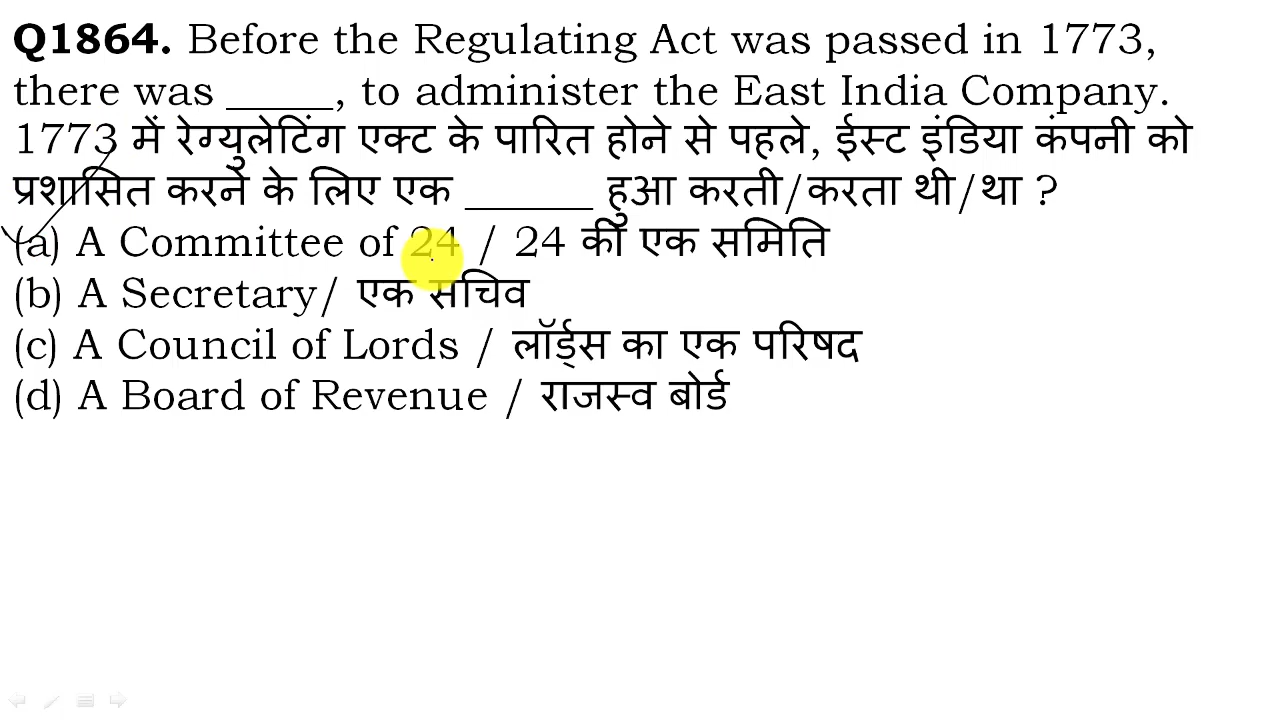 Q1864. Before the Regulating Act was passed in 1773,
there was _____, to administer the East India Company.
1773 में रेग्युलेटिंग एक्ट के पारित होने से पहले, ईस्ट इंडिया कंपनी को
प्रशासित करने के लिए एक ______ हुआ करती/करता थी/था ?
(a) A Committee of 24 / 24 की एक समिति
(b) A Secretary/ एक सचिव
(c) A Council of Lords / लॉर्ड्स का एक परिषद
(d) A Board of Revenue / राजस्व बोर्ड